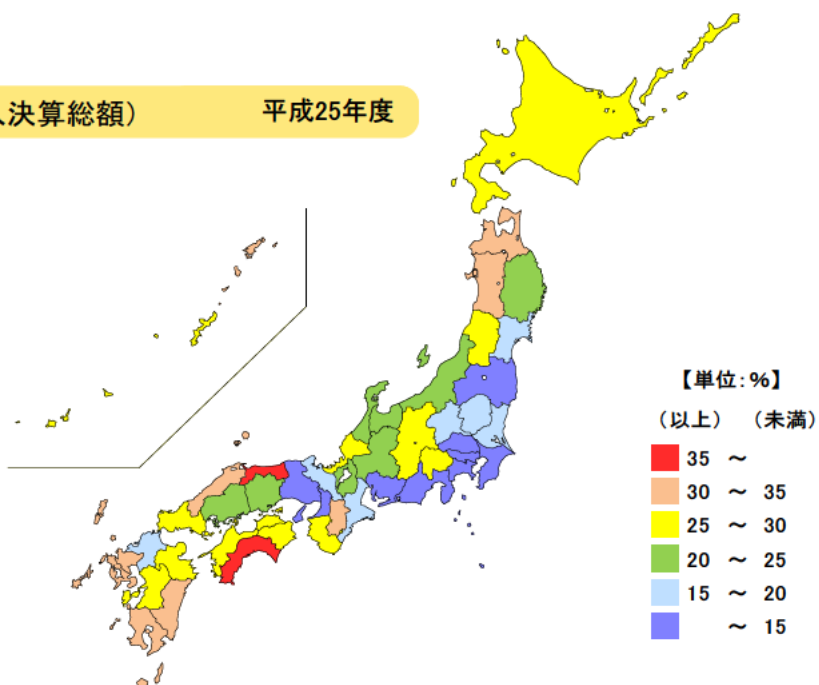 入決算総額） 平成25年度
【単位：%】
（以上） （未満）
35 ～
30 ～ 35
25 ～ 30
20 ～ 25
15 ～ 20
～ 15